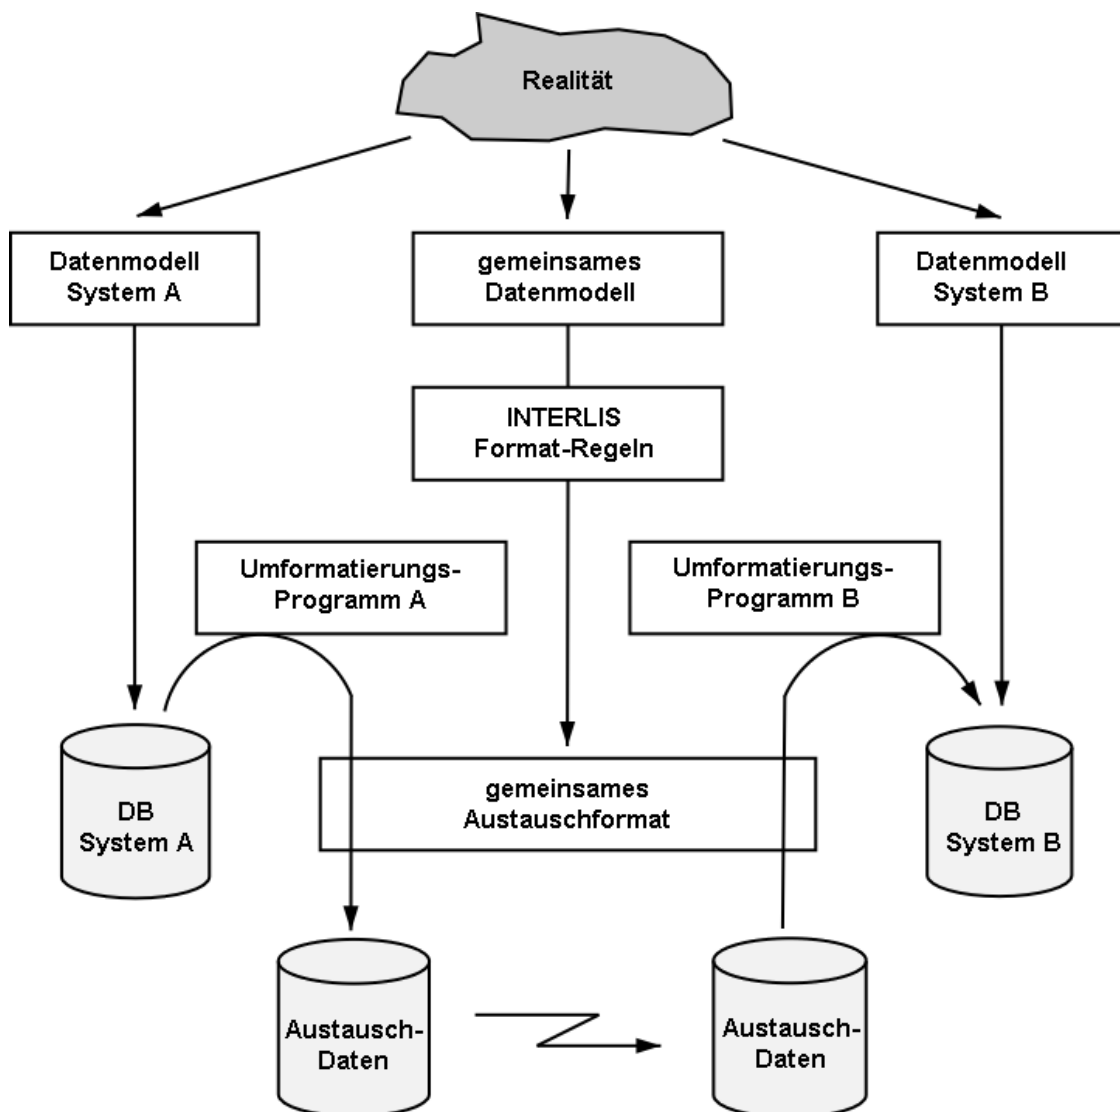 Realität
Datenmodell
System A
gemeinsames
Datenmodell
Datenmodell
System B
INTERLIS
Format-Regeln
Umformatierungs-
Programm A
Umformatierungs-
Programm B
DB
System A
gemeinsames
Austauschformat
DB
System B
Austausch-
Daten
Austausch-
Daten